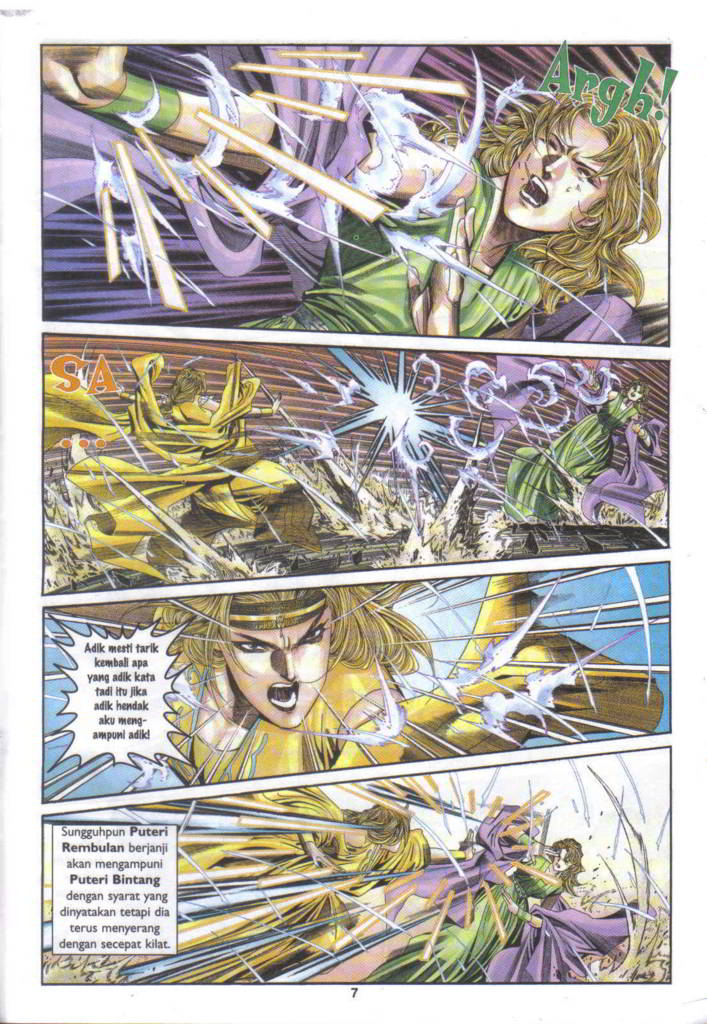 Argh!
SA
...
Adik mesti tarik
kembali apa
yang adik kata
tadi itu jika
adik hendak
aku meng-
ampuni adik!
Sungguhpun Puteri
Rembulan berjanji
akan mengampuni
Puteri Bintang
dengan syarat yang
dinyatakan tetapi dia
terus menyerang
dengan secepat kilat.
7